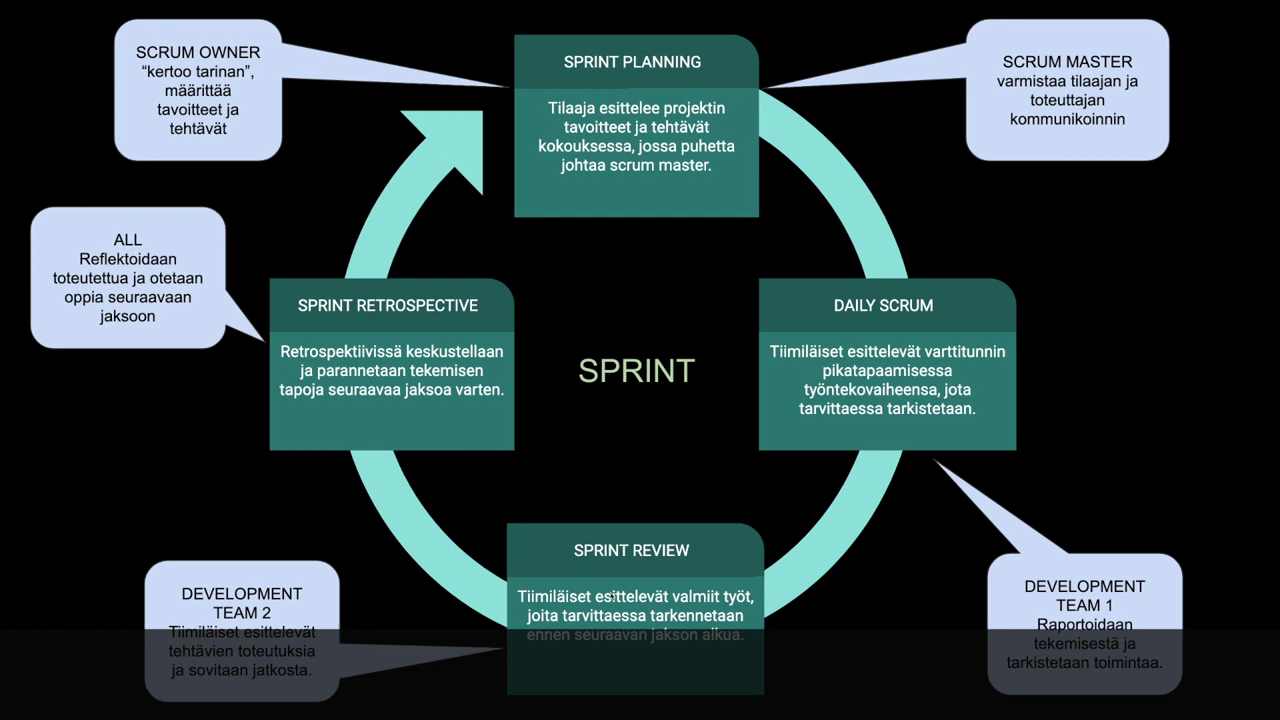 SCRUM OWNER
“kertoo tarinan”,
määrittää
tavoitteet ja
tehtävät
SPRINT PLANNING
Tilaaja esittelee projektin
tavoitteet ja tehtävät
kokouksessa, jossa puhetta
johtaa scrum master.
SCRUM MASTER
varmistaa tilaajan ja
toteuttajan
kommunikoinnin
ALL
Reflektoidaan
toteutettua ja otetaan
oppia seuraavaan
jaksoon
SPRINT RETROSPECTIVE
Retrospektiivissä keskustellaan
ja parannetaan tekemisen
tapoja seuraavaa jaksoa varten.
SPRINT
DAILY SCRUM
Tiimiläiset esittelevät varttitunnin
pikatapaamisessa
työntekovaiheensa, jota
tarvittaessa tarkistetaan.
DEVELOPMENT
TEAM 2
Tiimiläiset esittelevät
tehtävien toteutuksia
ja sovitaan jatkosta.
SPRINT REVIEW
Tiimiläiset esittelevät valmiit työt,
joita tarvittaessa tarkennetaan
ennen seuraavan jakson alkua.
DEVELOPMENT
TEAM 1
Raportoidaan
tekemisestä ja
tarkistetaan toimintaa.